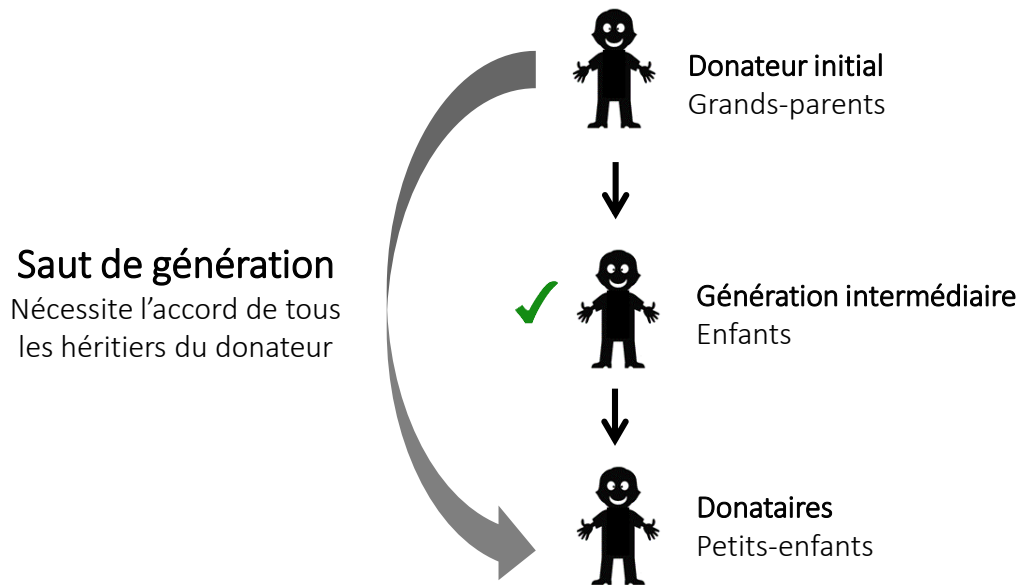 Donateur initial
Grands-parents
Saut de génération
Nécessite l’accord de tous
les héritiers du donateur
Génération intermédiaire
Enfants
Donataires
Petits-enfants